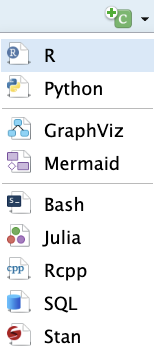 C
R
Python
GraphViz
Mermaid
Bash
Julia
Rcpp
SQL
Stan